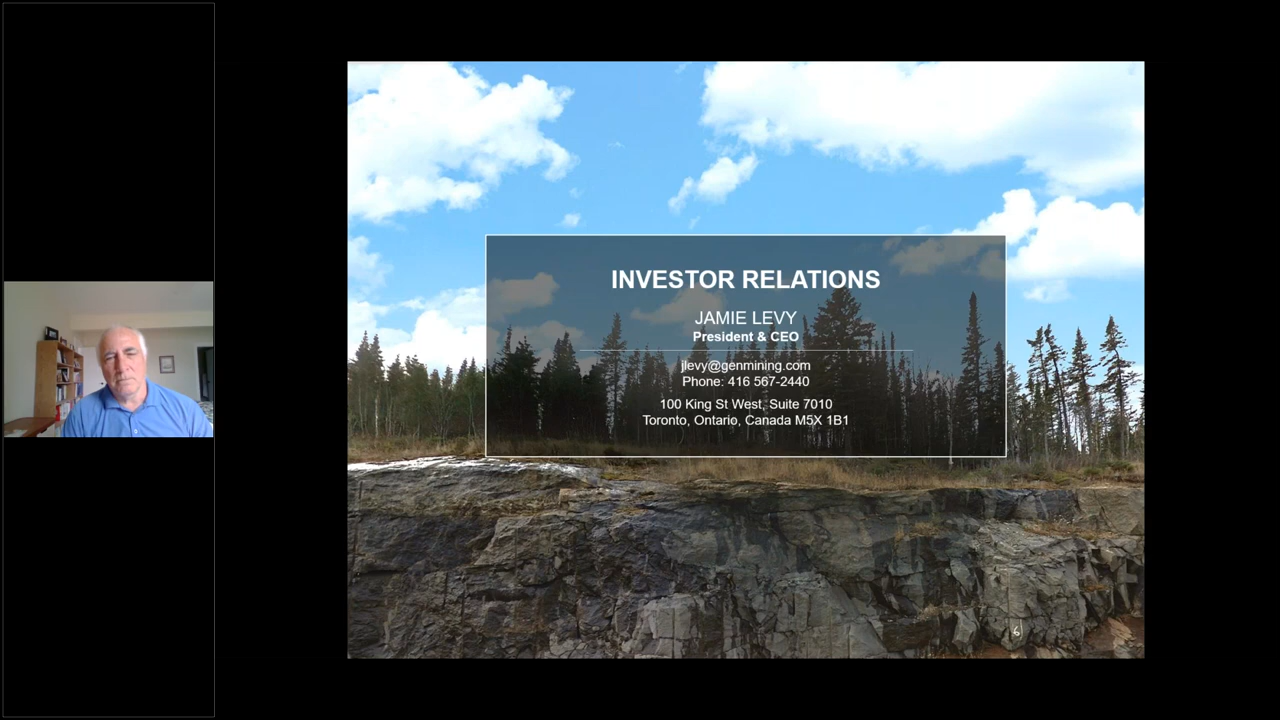 INVESTOR RELATIONS
JAMIE LEVY
President & CEO
jlevy@genmining.com
Phone: 416 567-2440
100 King St West, Suite 7010
Toronto, Ontario, Canada M5X 1B1
6